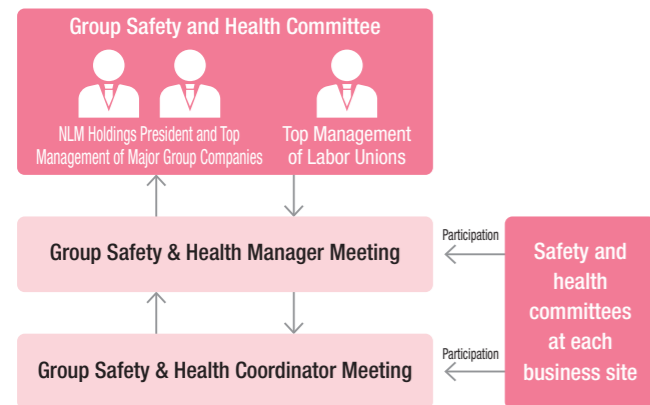 Group Safety and Health Committee
NLM Holdings President and Top
Management of Major Group Companies
Top Management
of Labor Unions
Group Safety & Health Manager Meeting
Participation
Safety and
health
committees
at each
business site
Group Safety & Health Coordinator Meeting
Participation